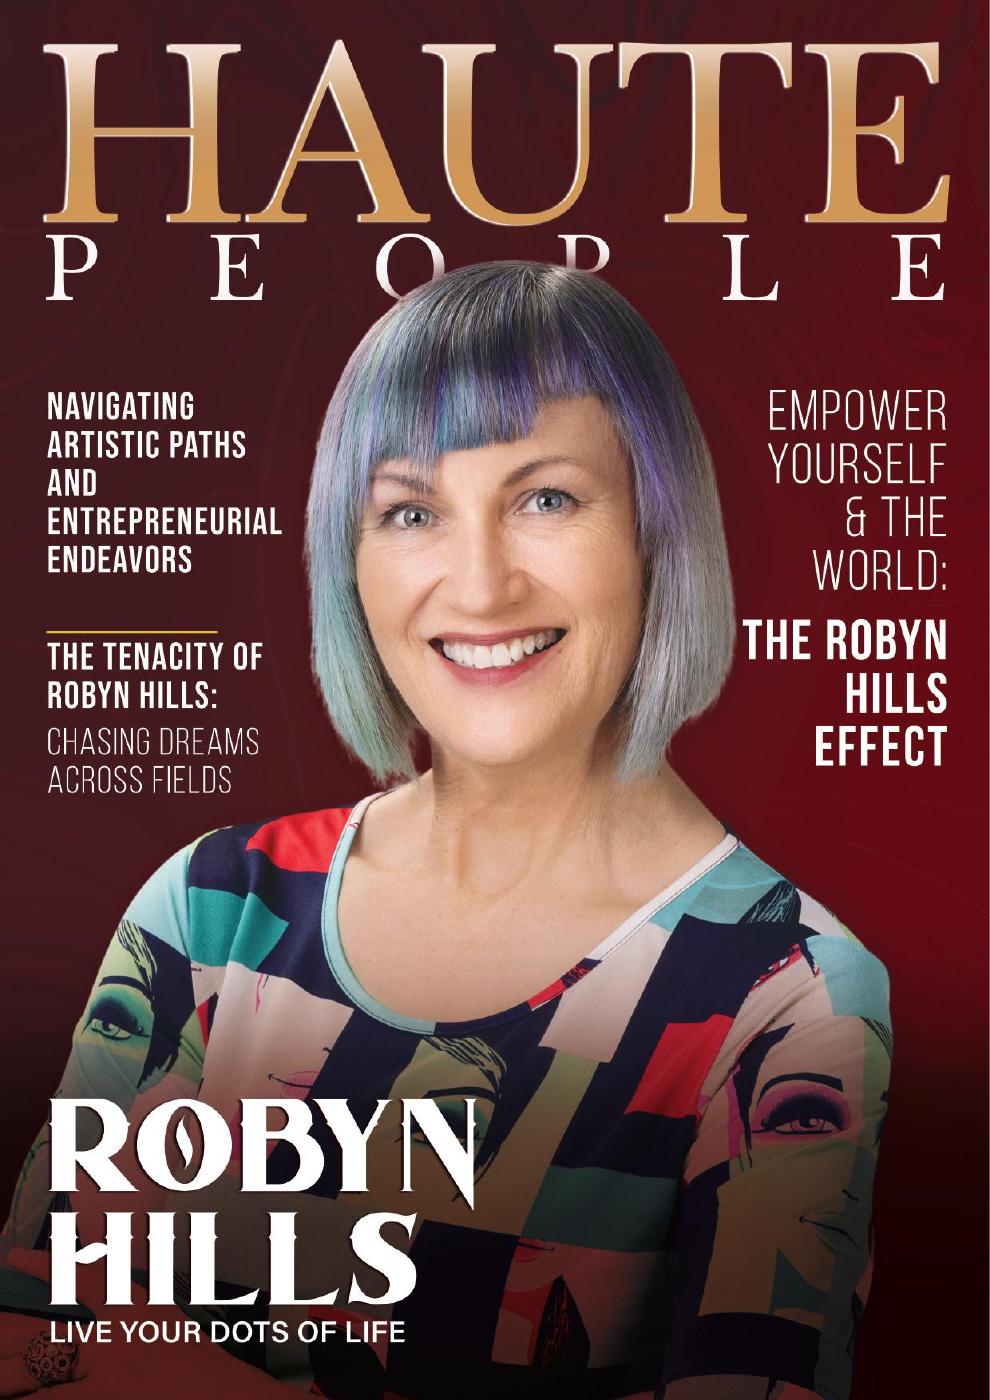 HAUTE
PEOPLE
NAVIGATING
ARTISTIC PATHS
AND
ENTREPRENEURIAL
ENDEAVORS
THE TENACITY OF
ROBYN HILLS:
CHASING DREAMS
ACROSS FIELDS
EMPOWER
YOURSELF
& THE
WORLD:
THE ROBYN
HILLS
EFFECT
ROBYN
HILLS
LIVE YOUR DOTS OF LIFE